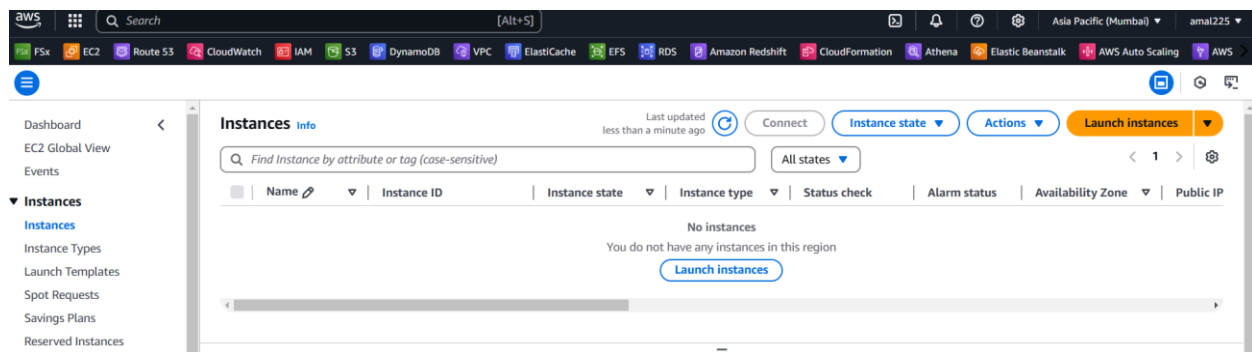 aws Search [Alt+S] Asia Pacific (Mumbai) amal225
FSx FSx EC2 Route 53 CloudWatch IAM S3 DynamoDB VPC ElastiCache EFS RDS Amazon Redshift CloudFormation Athena Elastic Beanstalk AWS Auto Scaling AWS
Dashboard
EC2 Global View
Events
Instances
Instances
Instance Types
Launch Templates
Spot Requests
Savings Plans
Reserved Instances
Instances Info
Last updated
less than a minute ago
Connect Instance state Actions Launch instances
Find Instance by attribute or tag (case-sensitive) All states 1
Name Instance ID Instance state Instance type Status check Alarm status Availability Zone Public IP
No instances
You do not have any instances in this region
Launch instances